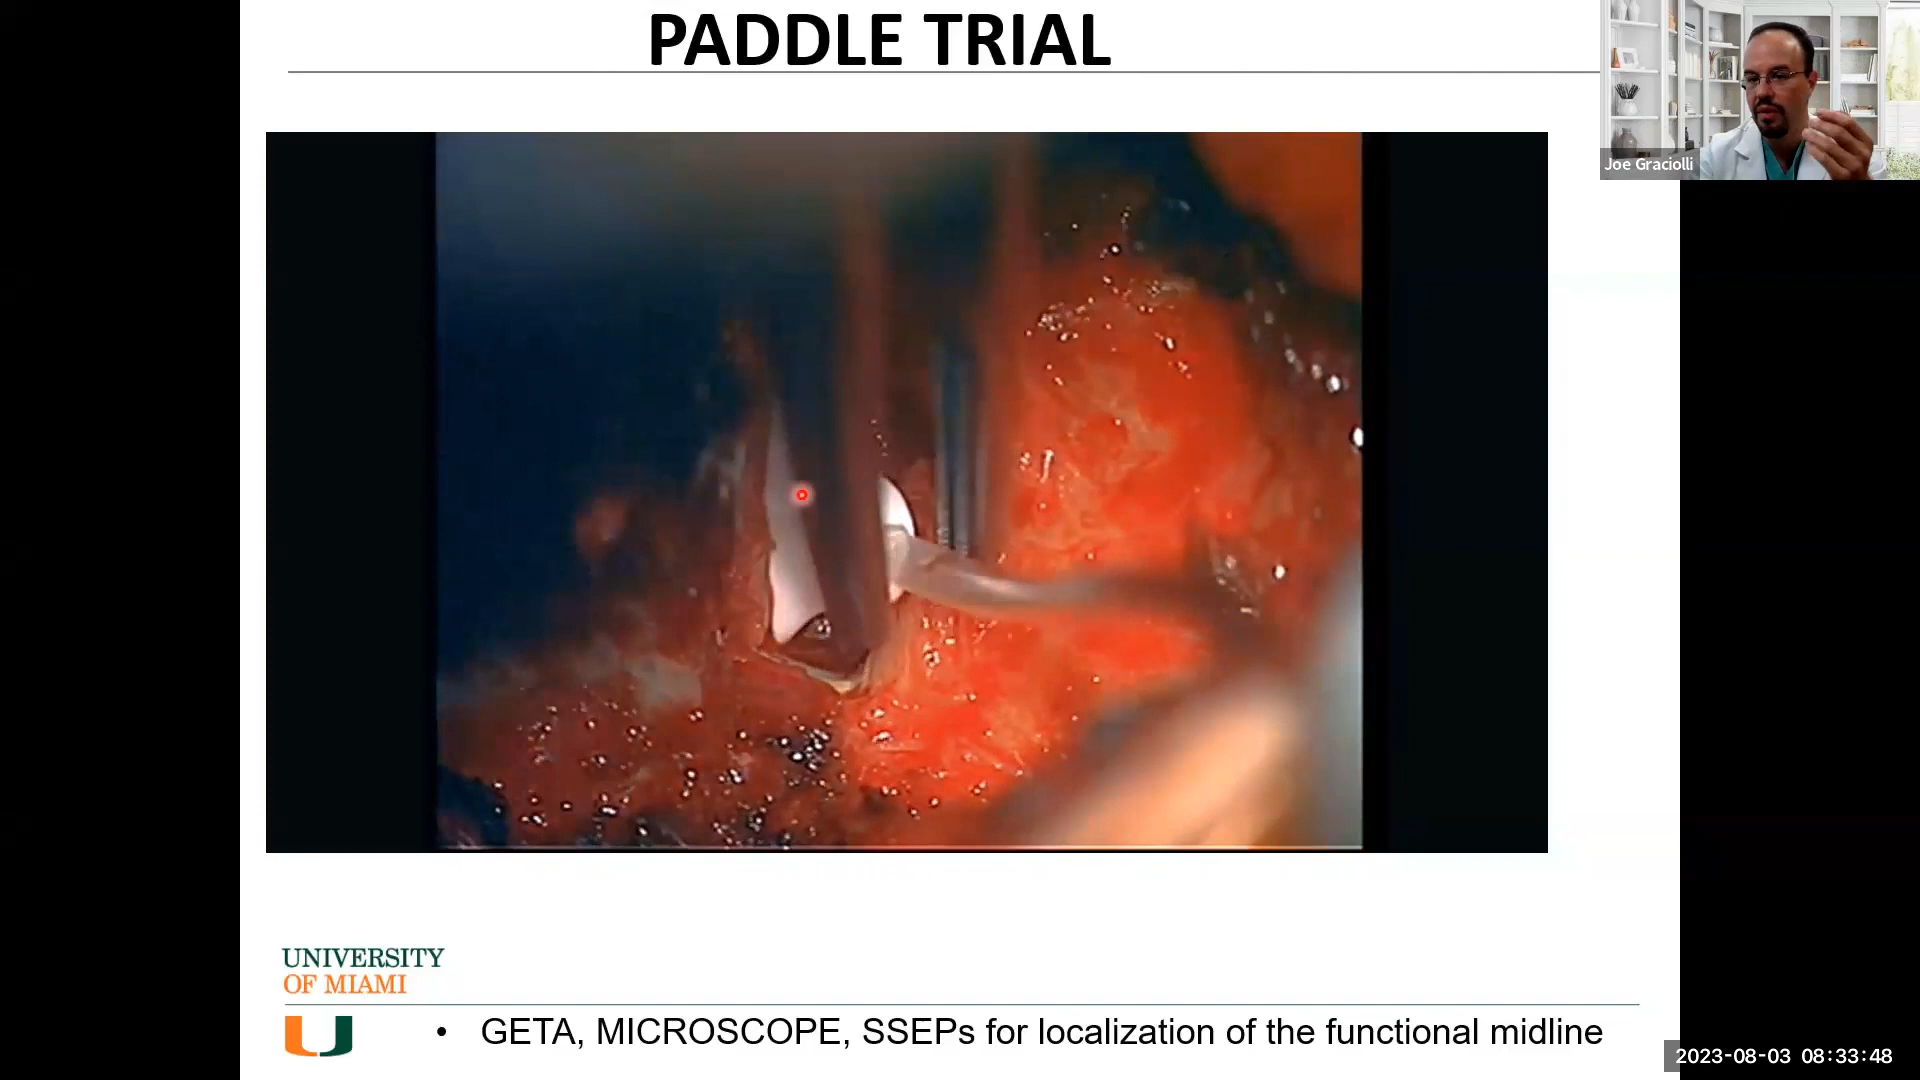 PADDLE TRIAL
Joe Graciolli
UNIVERSITY
OF MIAMI
• GETA, MICROSCOPE, SSEPs for localization of the functional midline
2023-08-03 08:33:48